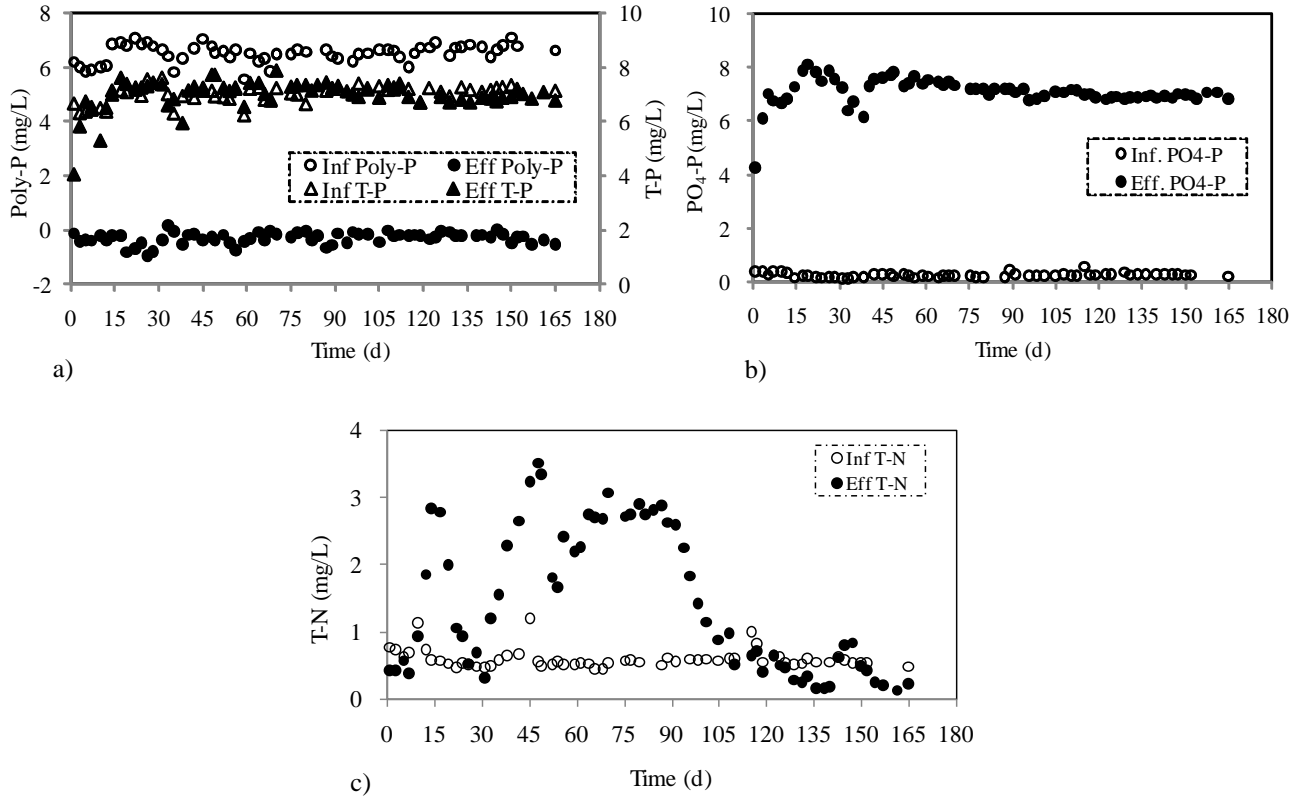 8
6
4
2
0
-2
Poly-P (mg/L)
10
8
6
4
2
0
T-P (mg/L)
Inf Poly-P Eff Poly-P
Inf T-P Eff T-P
0 15 30 45 60 75 90 105 120 135 150 165 180
Time (d)
a)
10
8
6
4
2
0
PO₄-P (mg/L)
Inf. PO4-P
Eff. PO4-P
0 15 30 45 60 75 90 105 120 135 150 165 180
Time (d)
b)
4
3
2
1
0
T-N (mg/L)
Inf T-N
Eff T-N
0 15 30 45 60 75 90 105 120 135 150 165 180
Time (d)
c)